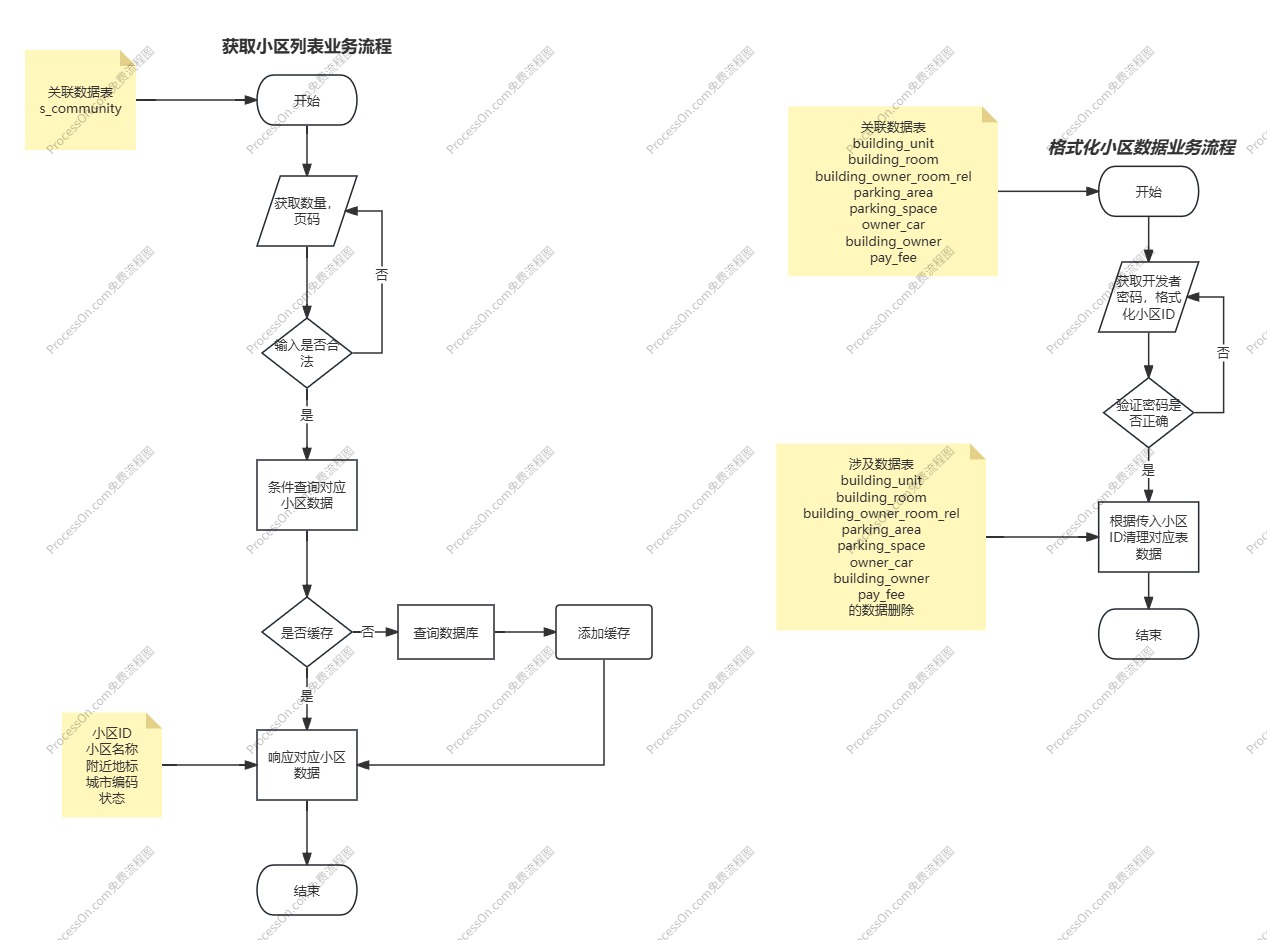 获取小区列表业务流程
关联数据表
s_community
开始
获取数量，
页码
否
输入是否合
法
是
条件查询对应
小区数据
是否缓存
否
查询数据库
添加缓存
是
小区ID
小区名称
附近地标
城市编码
状态
响应对应小区
数据
结束
格式化小区数据业务流程
关联数据表
building_unit
building_room
building_owner_room_rel
parking_area
parking_space
owner_car
building_owner
pay_fee
开始
获取开发者
密码，格式
化小区ID
否
验证密码是
否正确
是
涉及数据表
building_unit
building_room
building_owner_room_rel
parking_area
parking_space
owner_car
building_owner
pay_fee
的数据删除
根据传入小区
ID清理对应表
数据
结束
ProcessOn.com免费流程图